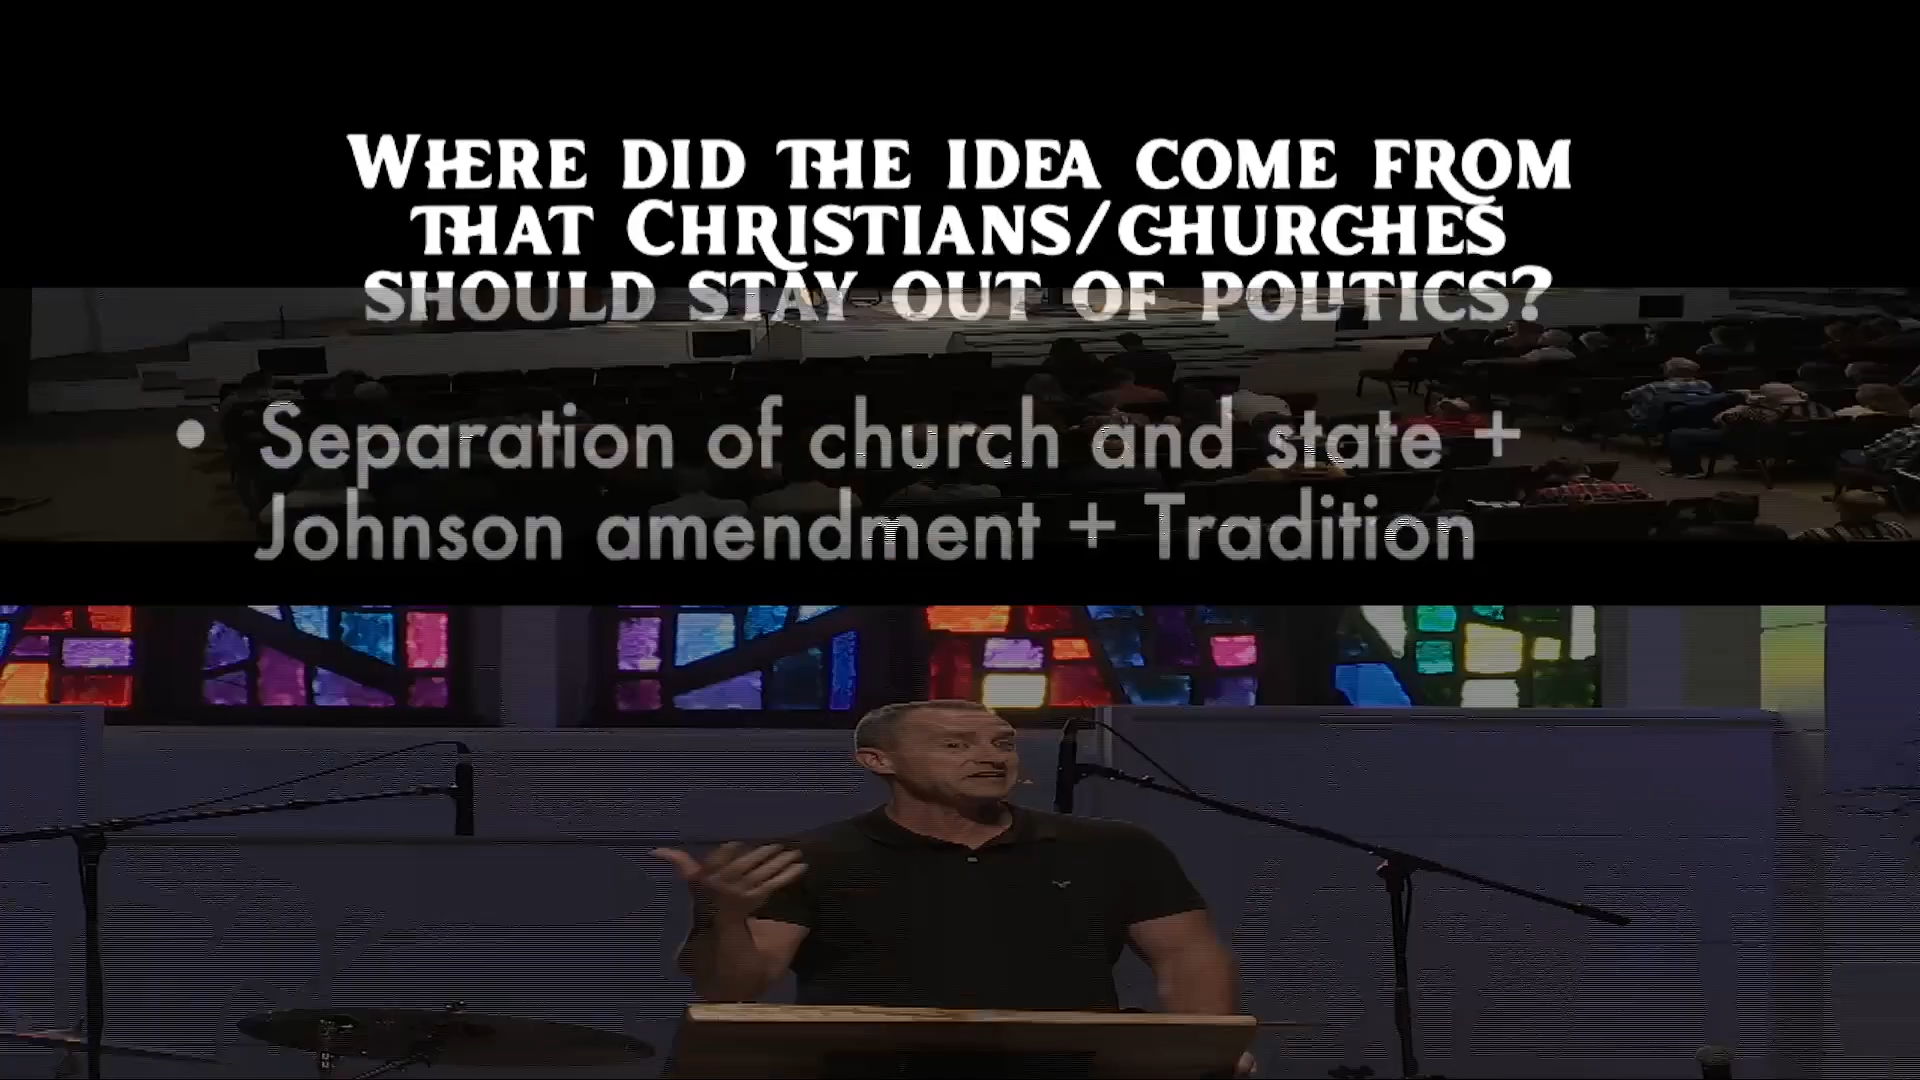 Where did the idea come from
that Christians/churches
should stay out of politics?
• Separation of church and state +
Johnson amendment + Tradition